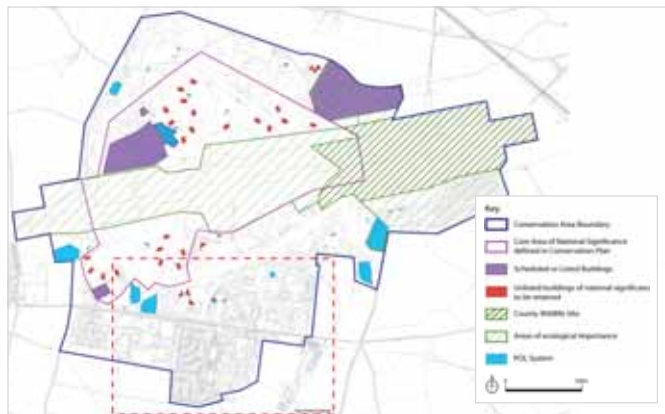 Key
Conservation Area Boundary
Core Area of National Significance
defined in Conservation Plan
Scheduled or Listed Buildings
Unlisted buildings of national significance
to be retained
County Wildlife Site
Areas of ecological importance
POL System
0